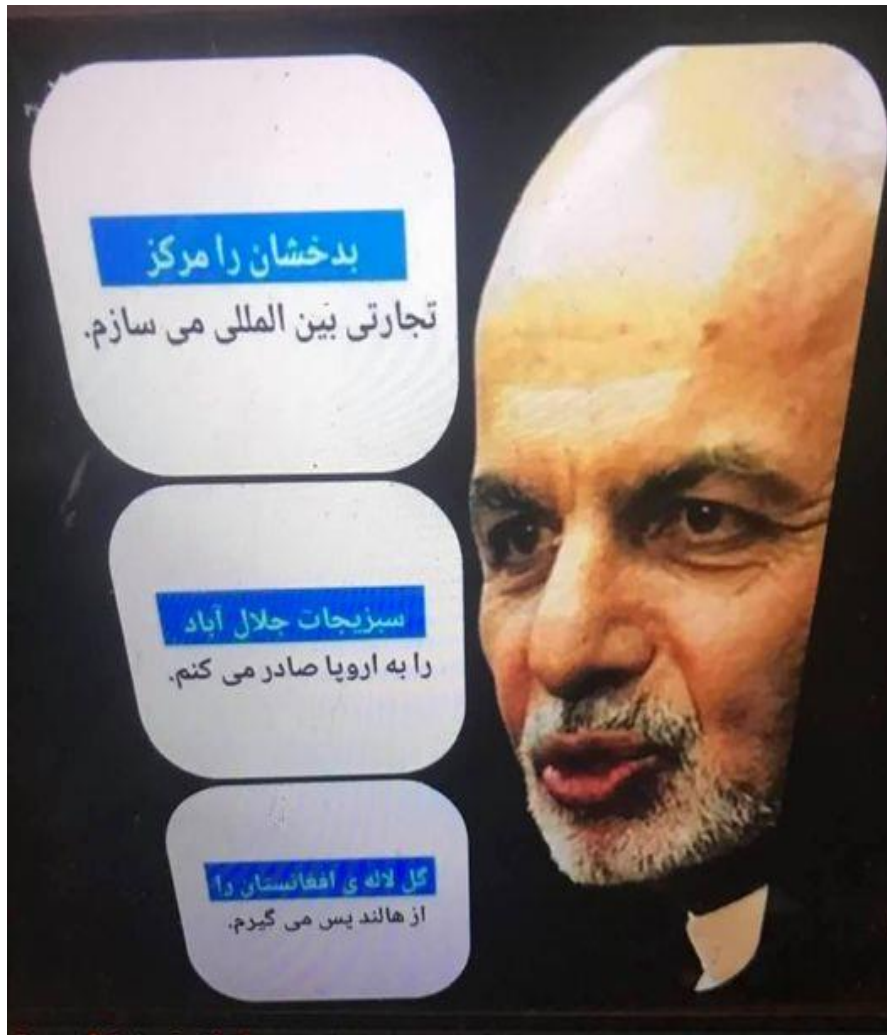 بدخشان را مرکز
تجارتی بین المللی می سازم.
سبزیجات جلال آباد
را به اروپا صادر می کنم.
گل لاله ی افغانستان را
از هالند پس می گیرم.